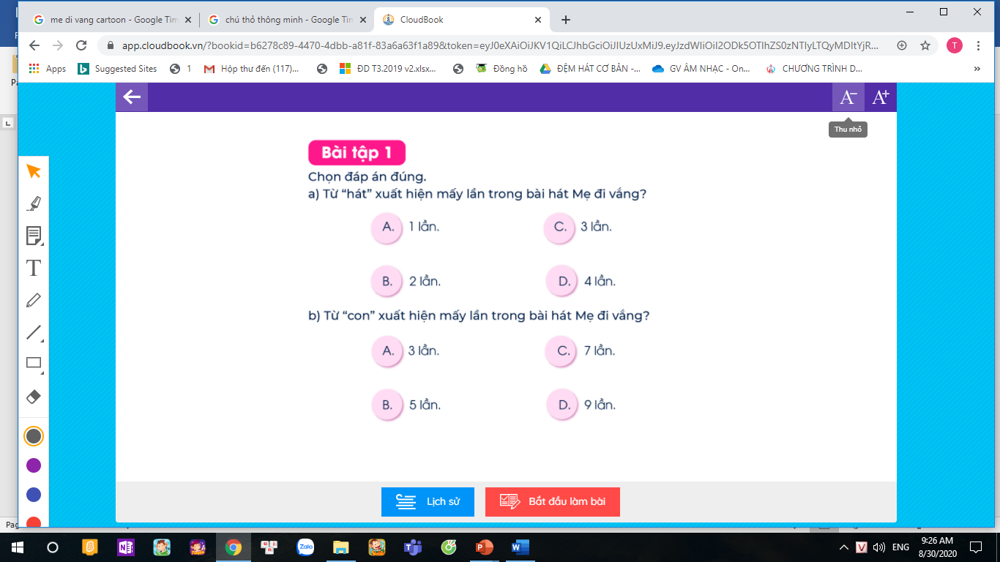 me di vang cartoon - Google Tìm
chú thỏ thông minh - Google Tìm
CloudBook
app.cloudbook.vn/?bookid=b6278c89-4470-4dbb-a81f-83a6a63f1a89&token=
Apps
Suggested Sites
1
Hộp thư đến (117)...
ĐD T3.2019 v2.xlsx...
Đồng hồ
ĐỆM HÁT CƠ BẢN -...
GV ÂM NHẠC - On...
CHƯƠNG TRÌNH D...
T
A-
A+
Thu nhỏ
Bài tập 1
Chọn đáp án đúng.
a) Từ “hát” xuất hiện mấy lần trong bài hát Mẹ đi vắng?
A. 1 lần. C. 3 lần.
B. 2 lần. D. 4 lần.
b) Từ “con” xuất hiện mấy lần trong bài hát Mẹ đi vắng?
A. 3 lần. C. 7 lần.
B. 5 lần. D. 9 lần.
Lịch sử
Bắt đầu làm bài
T
Zalo
ENG
9:26 AM
8/30/2020